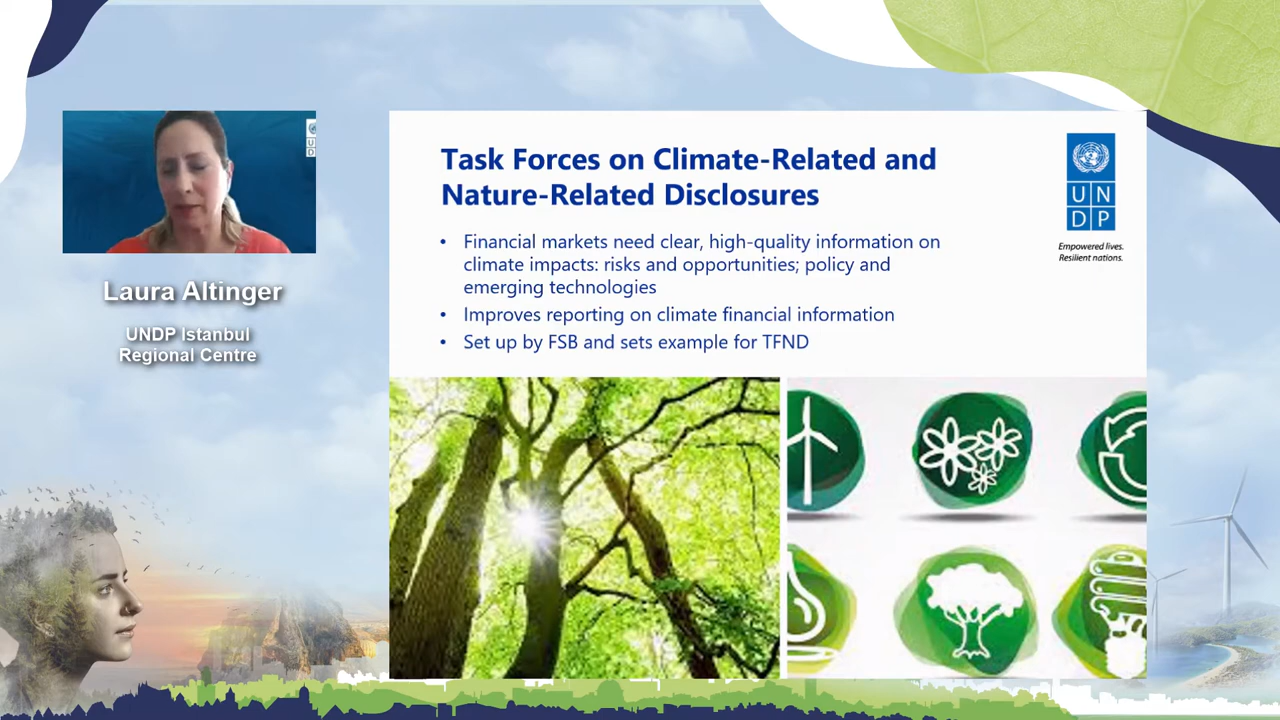 Laura Altinger
UNDP Istanbul
Regional Centre
Task Forces on Climate-Related and
Nature-Related Disclosures
• Financial markets need clear, high-quality information on
climate impacts: risks and opportunities; policy and
emerging technologies
• Improves reporting on climate financial information
• Set up by FSB and sets example for TFND
U N
D P
Empowered lives.
Resilient nations.
U
D